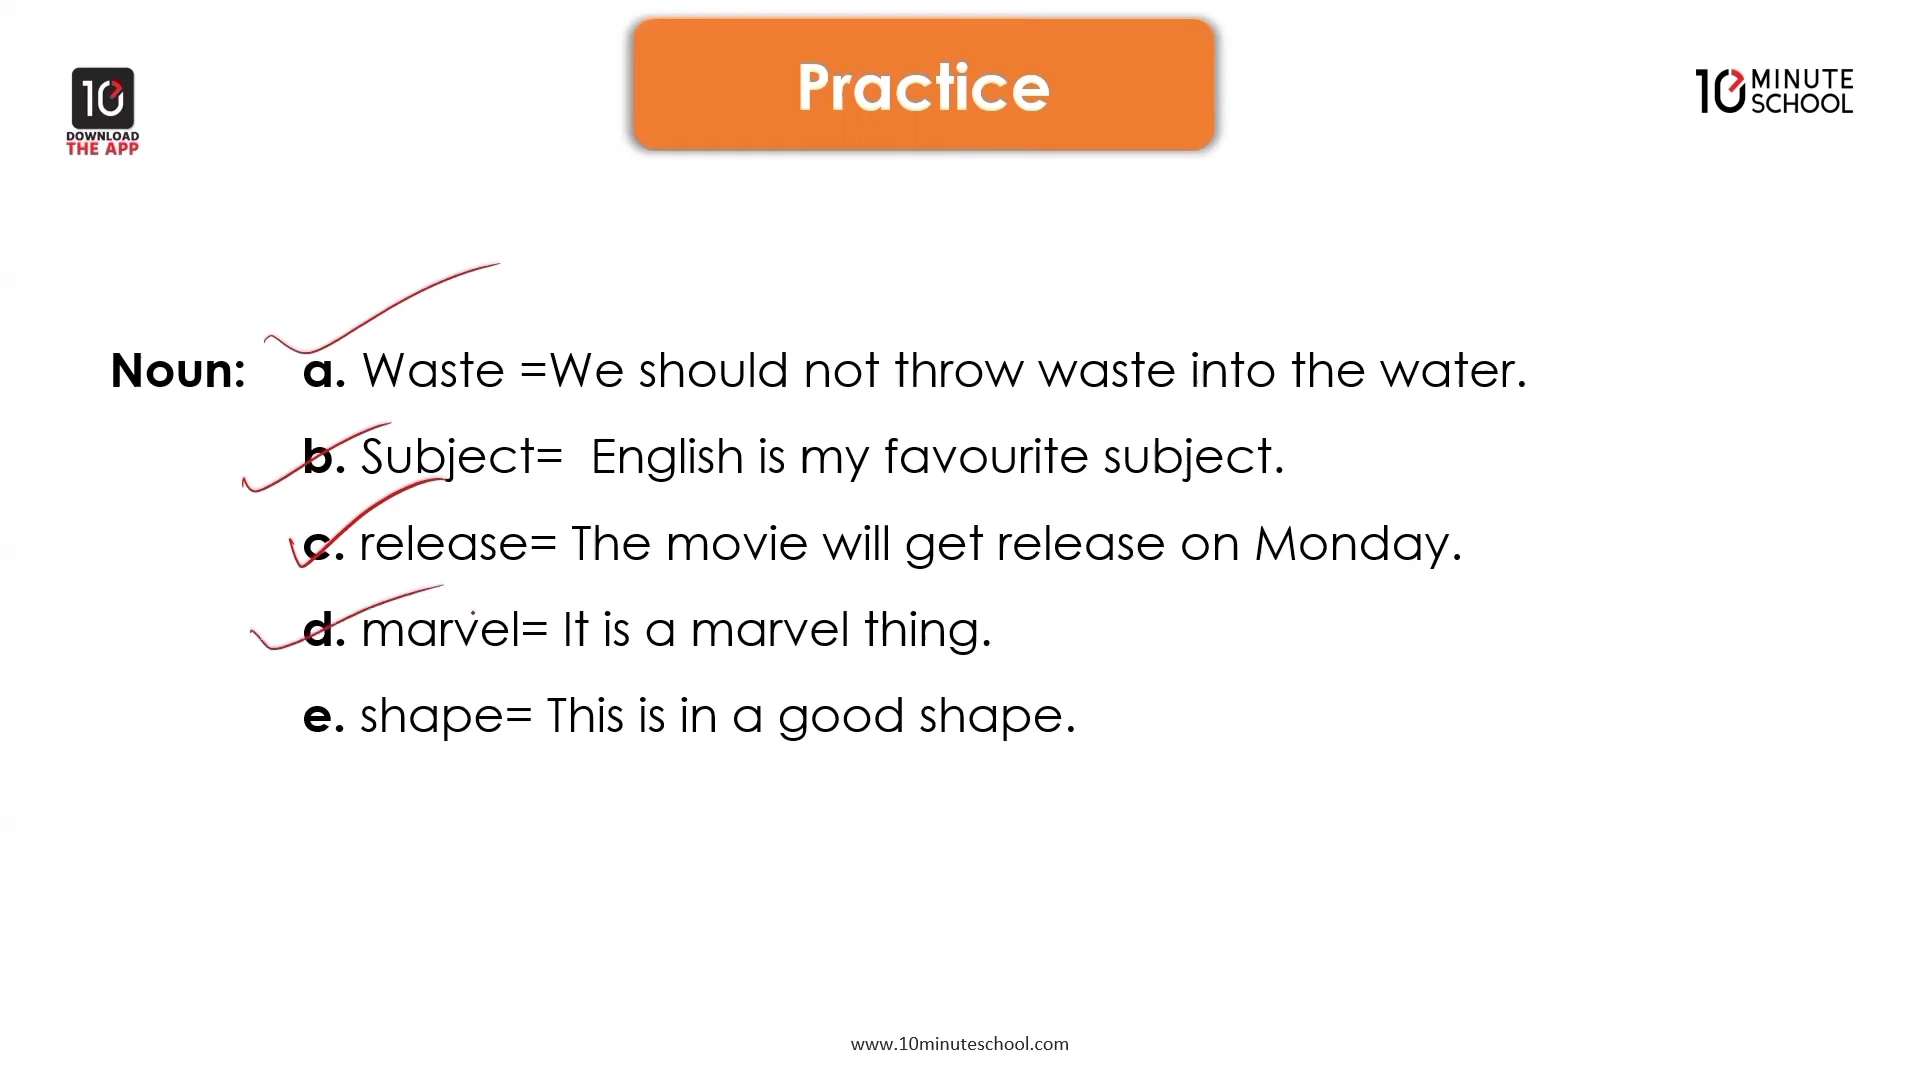 Practice
10
DOWNLOAD
THE APP
10 MINUTE
SCHOOL
Noun: a. Waste =We should not throw waste into the water.
b. Subject= English is my favourite subject.
c. release= The movie will get release on Monday.
d. marvel= It is a marvel thing.
e. shape= This is in a good shape.
www.10minuteschool.com